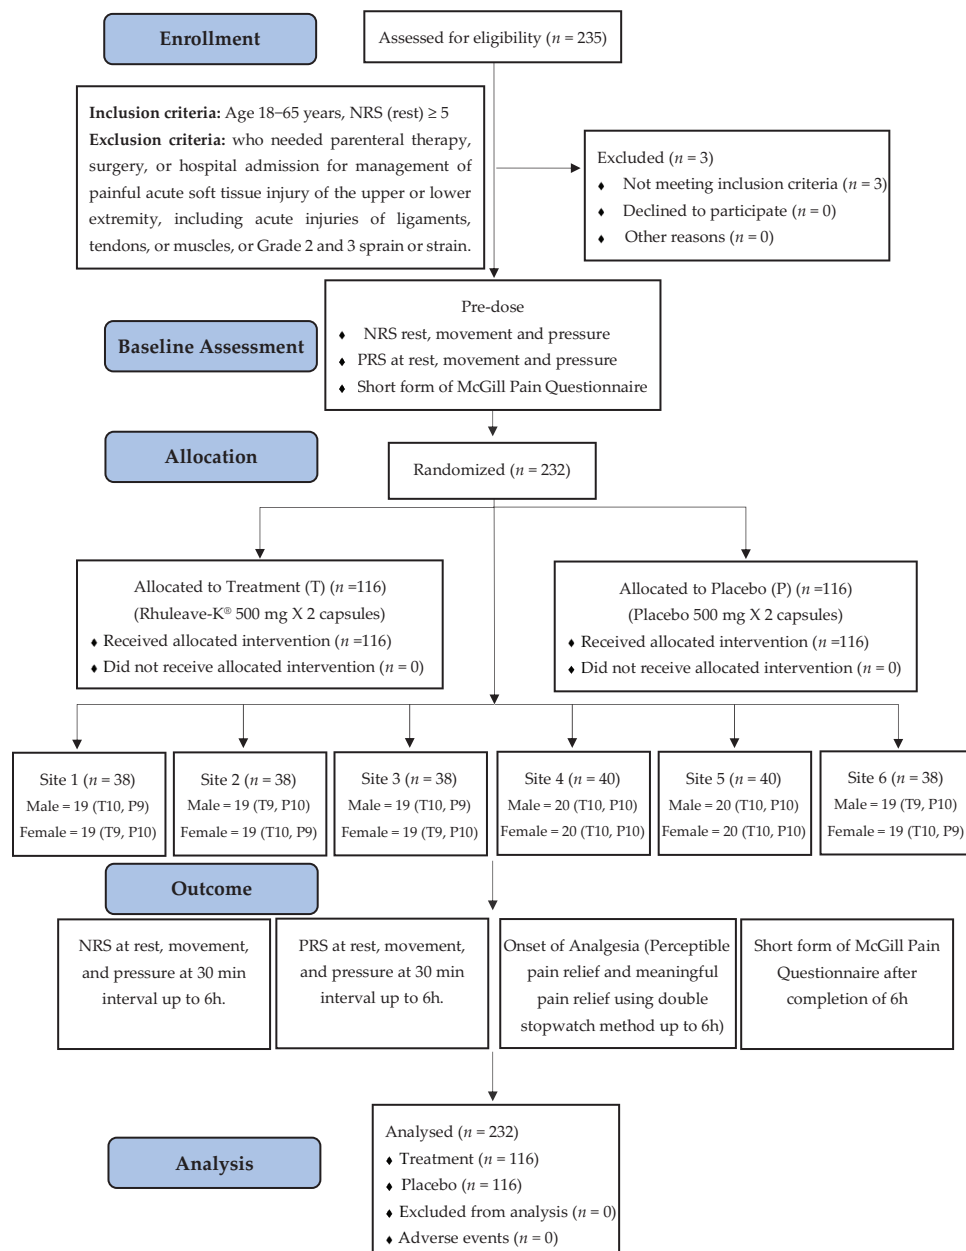 Enrollment
Assessed for eligibility (n = 235)
Inclusion criteria: Age 18−65 years, NRS (rest) ≥ 5
Exclusion criteria: who needed parenteral therapy,
surgery, or hospital admission for management of
painful acute soft tissue injury of the upper or lower
extremity, including acute injuries of ligaments,
tendons, or muscles, or Grade 2 and 3 sprain or strain.
Excluded (n = 3)
♦ Not meeting inclusion criteria (n = 3)
♦ Declined to participate (n = 0)
♦ Other reasons (n = 0)
Baseline Assessment
Pre-dose
♦ NRS rest, movement and pressure
♦ PRS at rest, movement and pressure
♦ Short form of McGill Pain Questionnaire
Allocation
Randomized (n = 232)
Allocated to Treatment (T) (n =116)
(Rhuleave-K® 500 mg X 2 capsules)
♦ Received allocated intervention (n =116)
♦ Did not receive allocated intervention (n = 0)
Allocated to Placebo (P) (n =116)
(Placebo 500 mg X 2 capsules)
♦ Received allocated intervention (n =116)
♦ Did not receive allocated intervention (n = 0)
Site 1 (n = 38)
Male = 19 (T10, P9)
Female = 19 (T9, P10)
Site 2 (n = 38)
Male = 19 (T9, P10)
Female = 19 (T10, P9)
Site 3 (n = 38)
Male = 19 (T10, P9)
Female = 19 (T9, P10)
Site 4 (n = 40)
Male = 20 (T10, P10)
Female = 20 (T10, P10)
Site 5 (n = 40)
Male = 20 (T10, P10)
Female = 20 (T10, P10)
Site 6 (n = 38)
Male = 19 (T9, P10)
Female = 19 (T10, P9)
Outcome
NRS at rest, movement,
and pressure at 30 min
interval up to 6h.
PRS at rest, movement,
and pressure at 30 min
interval up to 6h.
Onset of Analgesia (Perceptible
pain relief and meaningful
pain relief using double
stopwatch method up to 6h)
Short form of McGill Pain
Questionnaire after
completion of 6h
Analysis
Analysed (n = 232)
♦ Treatment (n = 116)
♦ Placebo (n = 116)
♦ Excluded from analysis (n = 0)
♦ Adverse events (n = 0)